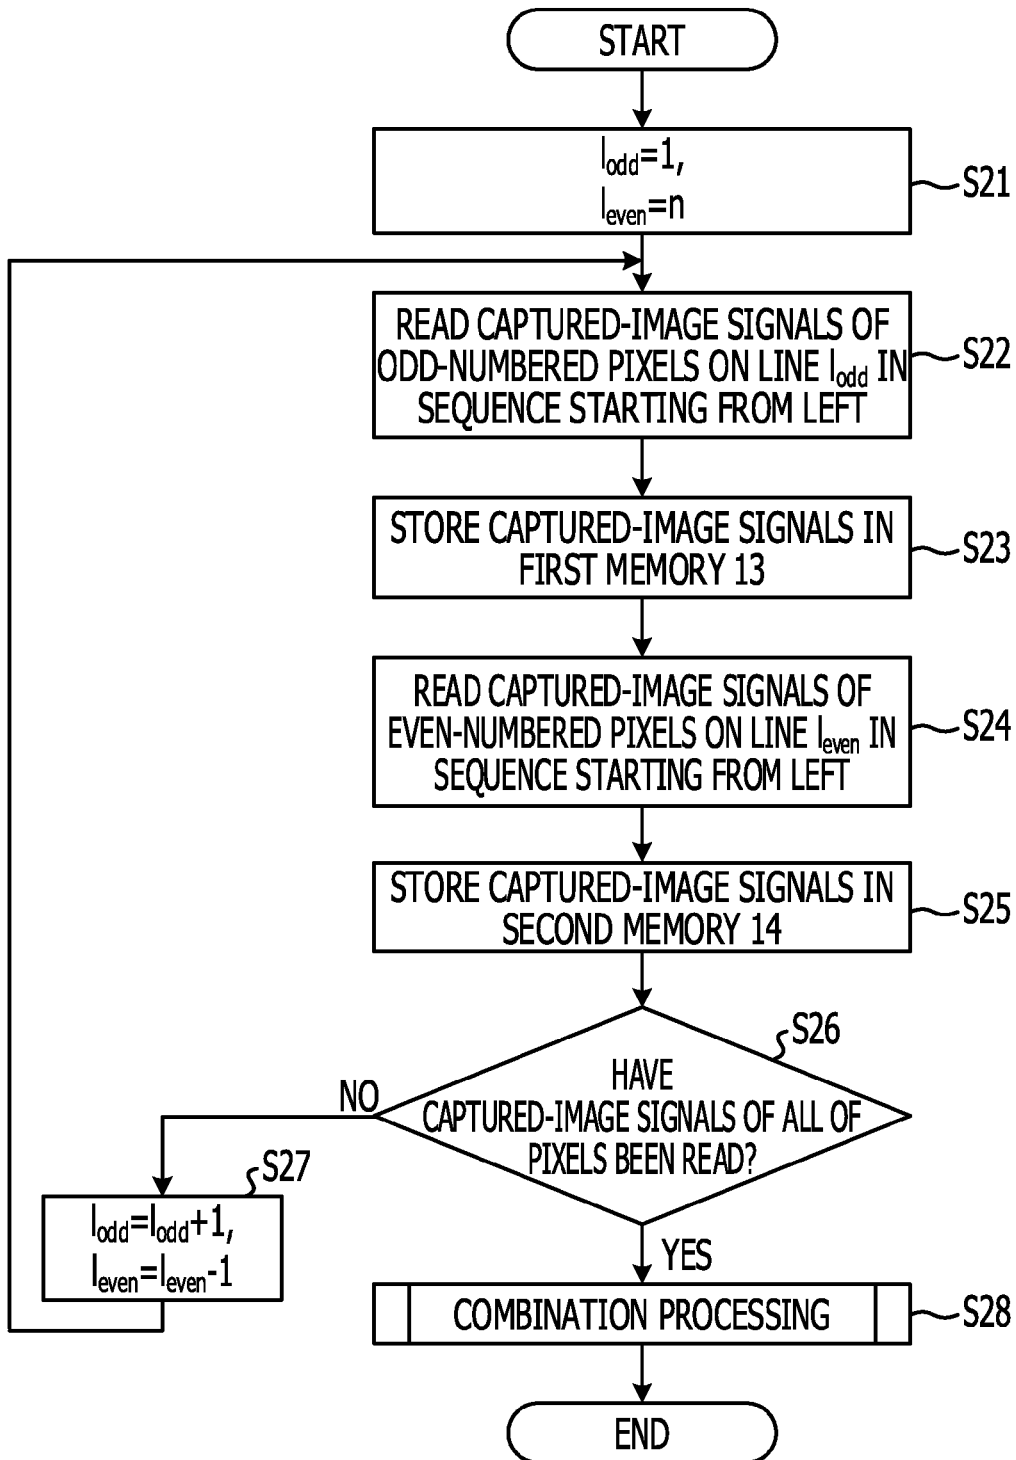 START
l_odd=1,
l_even=n
S21
READ CAPTURED-IMAGE SIGNALS OF
ODD-NUMBERED PIXELS ON LINE l_odd IN
SEQUENCE STARTING FROM LEFT
S22
STORE CAPTURED-IMAGE SIGNALS IN
FIRST MEMORY 13
S23
READ CAPTURED-IMAGE SIGNALS OF
EVEN-NUMBERED PIXELS ON LINE l_even IN
SEQUENCE STARTING FROM LEFT
S24
STORE CAPTURED-IMAGE SIGNALS IN
SECOND MEMORY 14
S25
S26
HAVE
CAPTURED-IMAGE SIGNALS OF ALL OF
PIXELS BEEN READ?
NO
S27
l_odd=l_odd+1,
l_even=l_even-1
YES
COMBINATION PROCESSING
S28
END